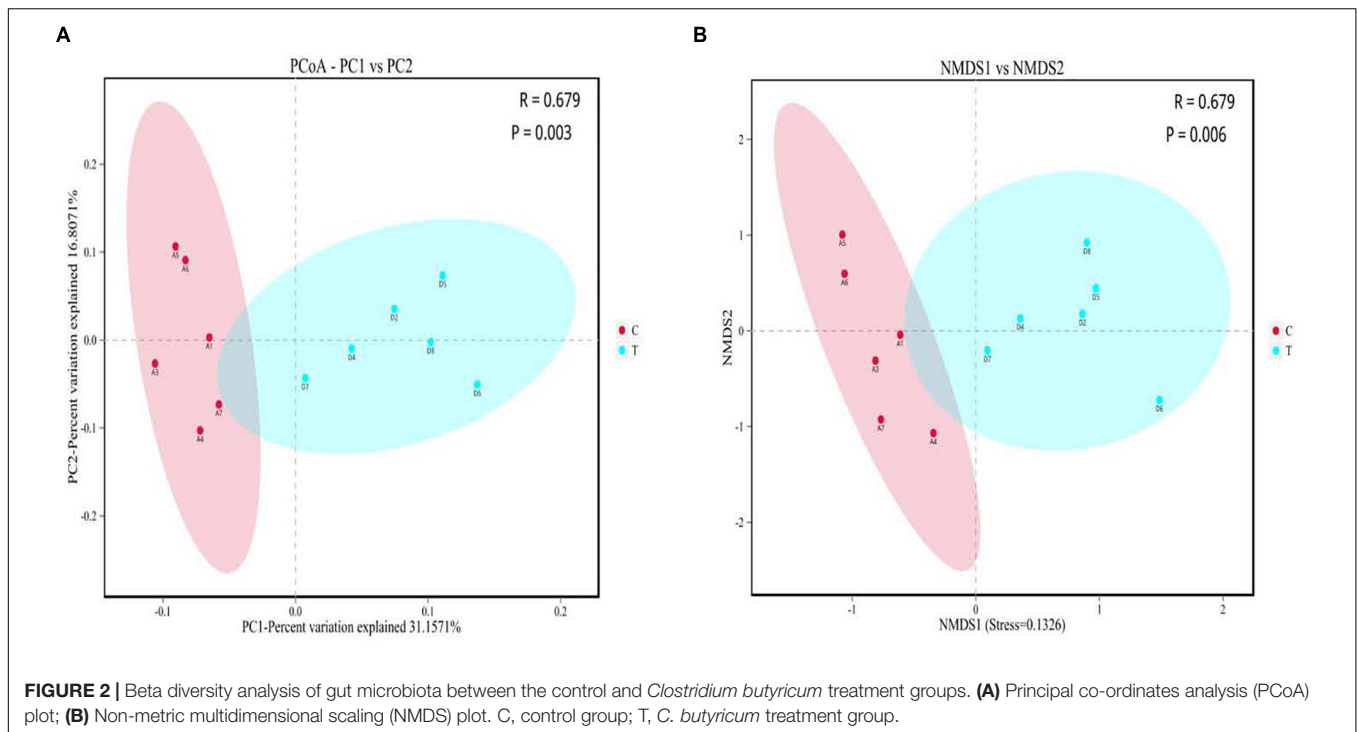 A
PCoA - PC1 vs PC2
R = 0.679
P = 0.003
PC2-Percent variation explained 16.8071%
0.2
0.1
0.0
-0.1
-0.2
A5
A6
A1
A3
A7
A4
D5
D2
D4
D8
D7
D6
-0.1
0.0
0.1
0.2
PC1-Percent variation explained 31.1571%
C
T
B
NMDS1 vs NMDS2
R = 0.679
P = 0.006
NMDS2
2
1
0
-1
-2
A5
A6
A1
A3
A7
A4
D8
D5
D4
D2
D7
D6
-1
0
1
2
NMDS1 (Stress=0.1326)
C
T
FIGURE 2 | Beta diversity analysis of gut microbiota between the control and Clostridium butyricum treatment groups. (A) Principal co-ordinates analysis (PCoA)
plot; (B) Non-metric multidimensional scaling (NMDS) plot. C, control group; T, C. butyricum treatment group.